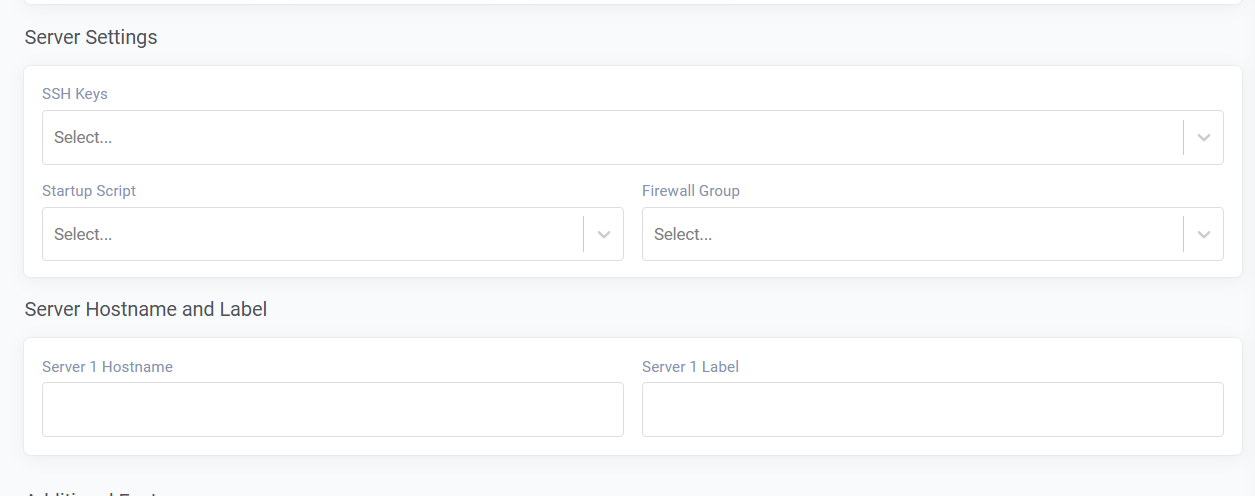 Server Settings
SSH Keys
Select...
Startup Script
Firewall Group
Select...
Select...
Server Hostname and Label
Server 1 Hostname
Server 1 Label